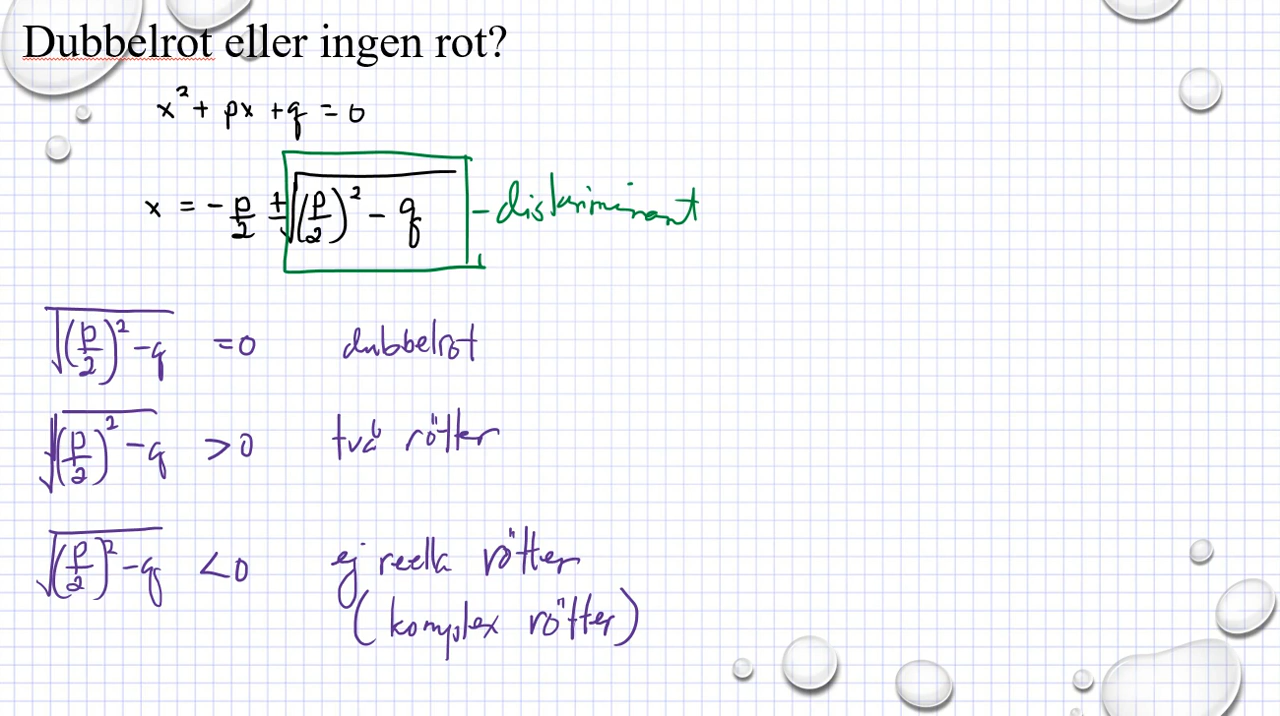 Dubbelrot eller ingen rot?
x² + px + q = 0
x = -p/2 ± √((p/2)² - q) - diskriminant
√((p/2)² - q) = 0 dubbelrot
√((p/2)² - q) > 0 två rötter
√((p/2)² - q) < 0 ej reella rötter
(komplex rötter)